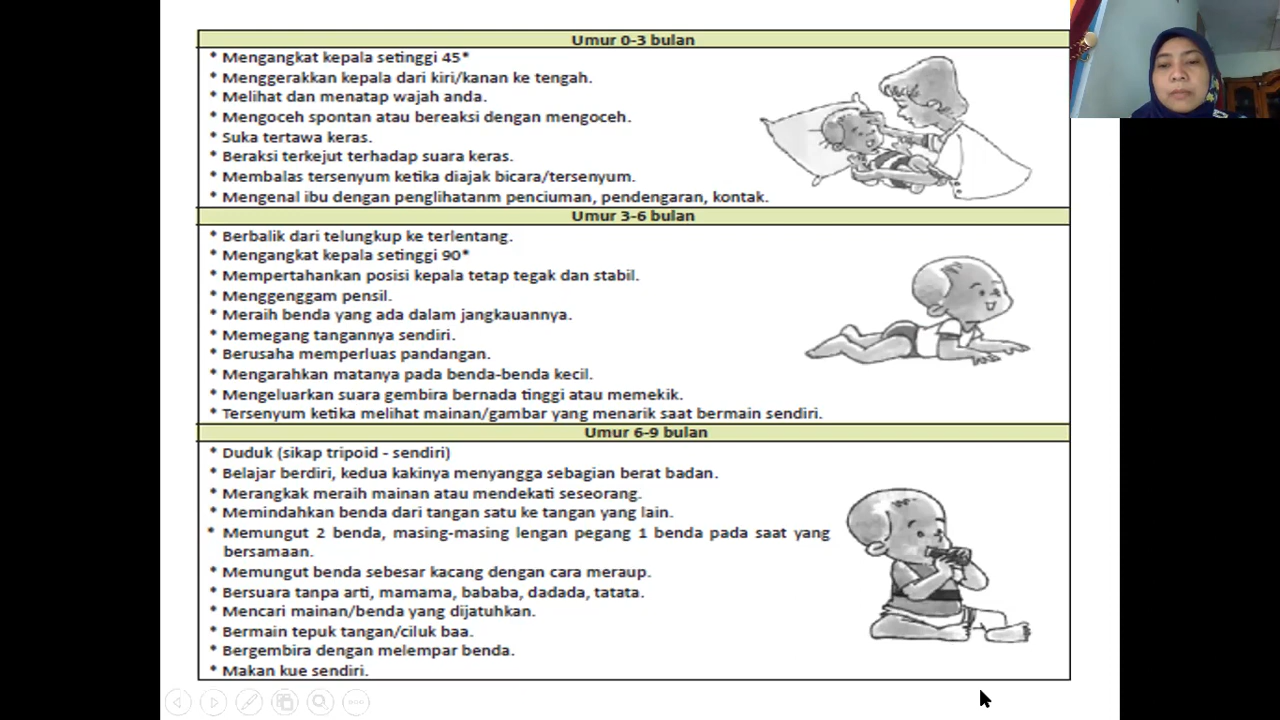 Umur 0-3 bulan
* Mengangkat kepala setinggi 45*
* Menggerakkan kepala dari kiri/kanan ke tengah.
* Melihat dan menatap wajah anda.
* Mengoceh spontan atau bereaksi dengan mengoceh.
* Suka tertawa keras.
* Beraksi terkejut terhadap suara keras.
* Membalas tersenyum ketika diajak bicara/tersenyum.
* Mengenal ibu dengan penglihatanm penciuman, pendengaran, kontak.
Umur 3-6 bulan
* Berbalik dari telungkup ke terlentang.
* Mengangkat kepala setinggi 90*
* Mempertahankan posisi kepala tetap tegak dan stabil.
* Menggenggam pensil.
* Meraih benda yang ada dalam jangkauannya.
* Memegang tangannya sendiri.
* Berusaha memperluas pandangan.
* Mengarahkan matanya pada benda-benda kecil.
* Mengeluarkan suara gembira bernada tinggi atau memekik.
* Tersenyum ketika melihat mainan/gambar yang menarik saat bermain sendiri.
Umur 6-9 bulan
* Duduk (sikap tripoid - sendiri)
* Belajar berdiri, kedua kakinya menyangga sebagian berat badan.
* Merangkak meraih mainan atau mendekati seseorang.
* Memindahkan benda dari tangan satu ke tangan yang lain.
* Memungut 2 benda, masing-masing lengan pegang 1 benda pada saat yang
bersamaan.
* Memungut benda sebesar kacang dengan cara meraup.
* Bersuara tanpa arti, mamama, bababa, dadada, tatata.
* Mencari mainan/benda yang dijatuhkan.
* Bermain tepuk tangan/ciluk baa.
* Bergembira dengan melempar benda.
* Makan kue sendiri.